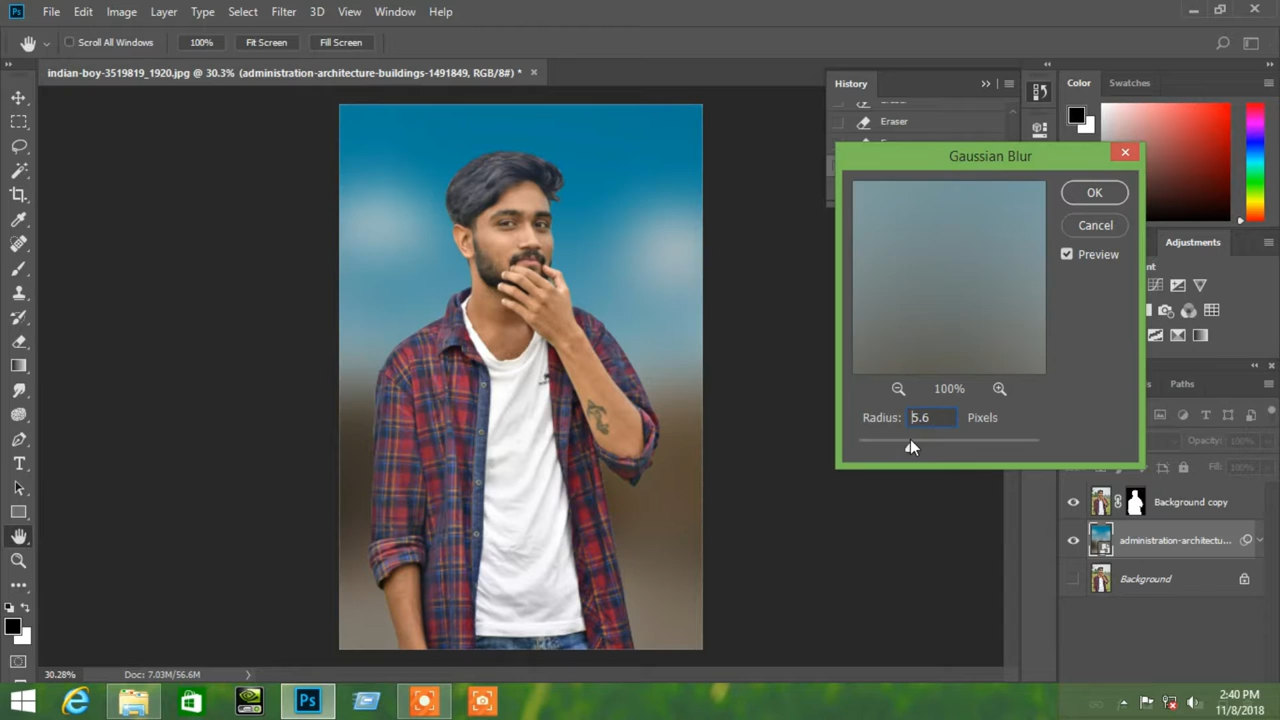 Ps File Edit Image Layer Type Select Filter 3D View Window Help
Scroll All Windows 100% Fit Screen Fill Screen
indian-boy-3519819_1920.jpg @ 30.3% (administration-architecture-buildings-1491849, RGB/8#) *
History
Color Swatches
Eraser
Gaussian Blur
OK
Cancel
Preview
Adjustments
100%
Paths
Radius: 5.6 Pixels
Opacity: 100%
Fill: 100%
Background copy
administration-architectu...
Background
30.28% Doc: 7.03M/56.6M
Ps
2:40 PM
11/8/2018